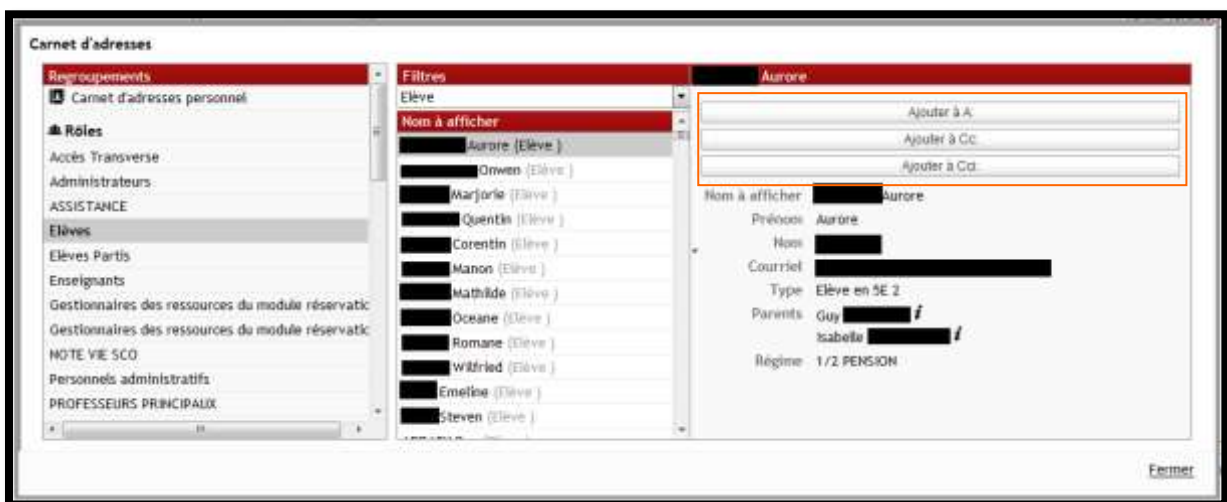 Carnet d'adresses
Regroupements
Carnet d'adresses personnel
Rôles
Accès Transverse
Administrateurs
ASSISTANCE
Elèves
Elèves Partis
Enseignants
Gestionnaires des ressources du module réservatic
Gestionnaires des ressources du module réservatic
NOTE VIE SCO
Personnels administratifs
PROFESSEURS PRINCIPAUX
Filtres
Elève
Nom à afficher
Aurore (Elève )
Onwen (Elève )
Marjorie (Elève )
Quentin (Elève )
Corentin (Elève )
Manon (Elève )
Mathilde (Elève )
Oceane (Elève )
Romane (Elève )
Wilfried (Elève )
Emeline (Elève )
Steven (Elève )
Aurore
Ajouter à A:
Ajouter à Cc:
Ajouter à Cci:
Nom à afficher Aurore
Prénom Aurore
Nom
Courriel
Type Elève en 5E 2
Parents Guy i
Isabelle i
Régime 1/2 PENSION
Fermer